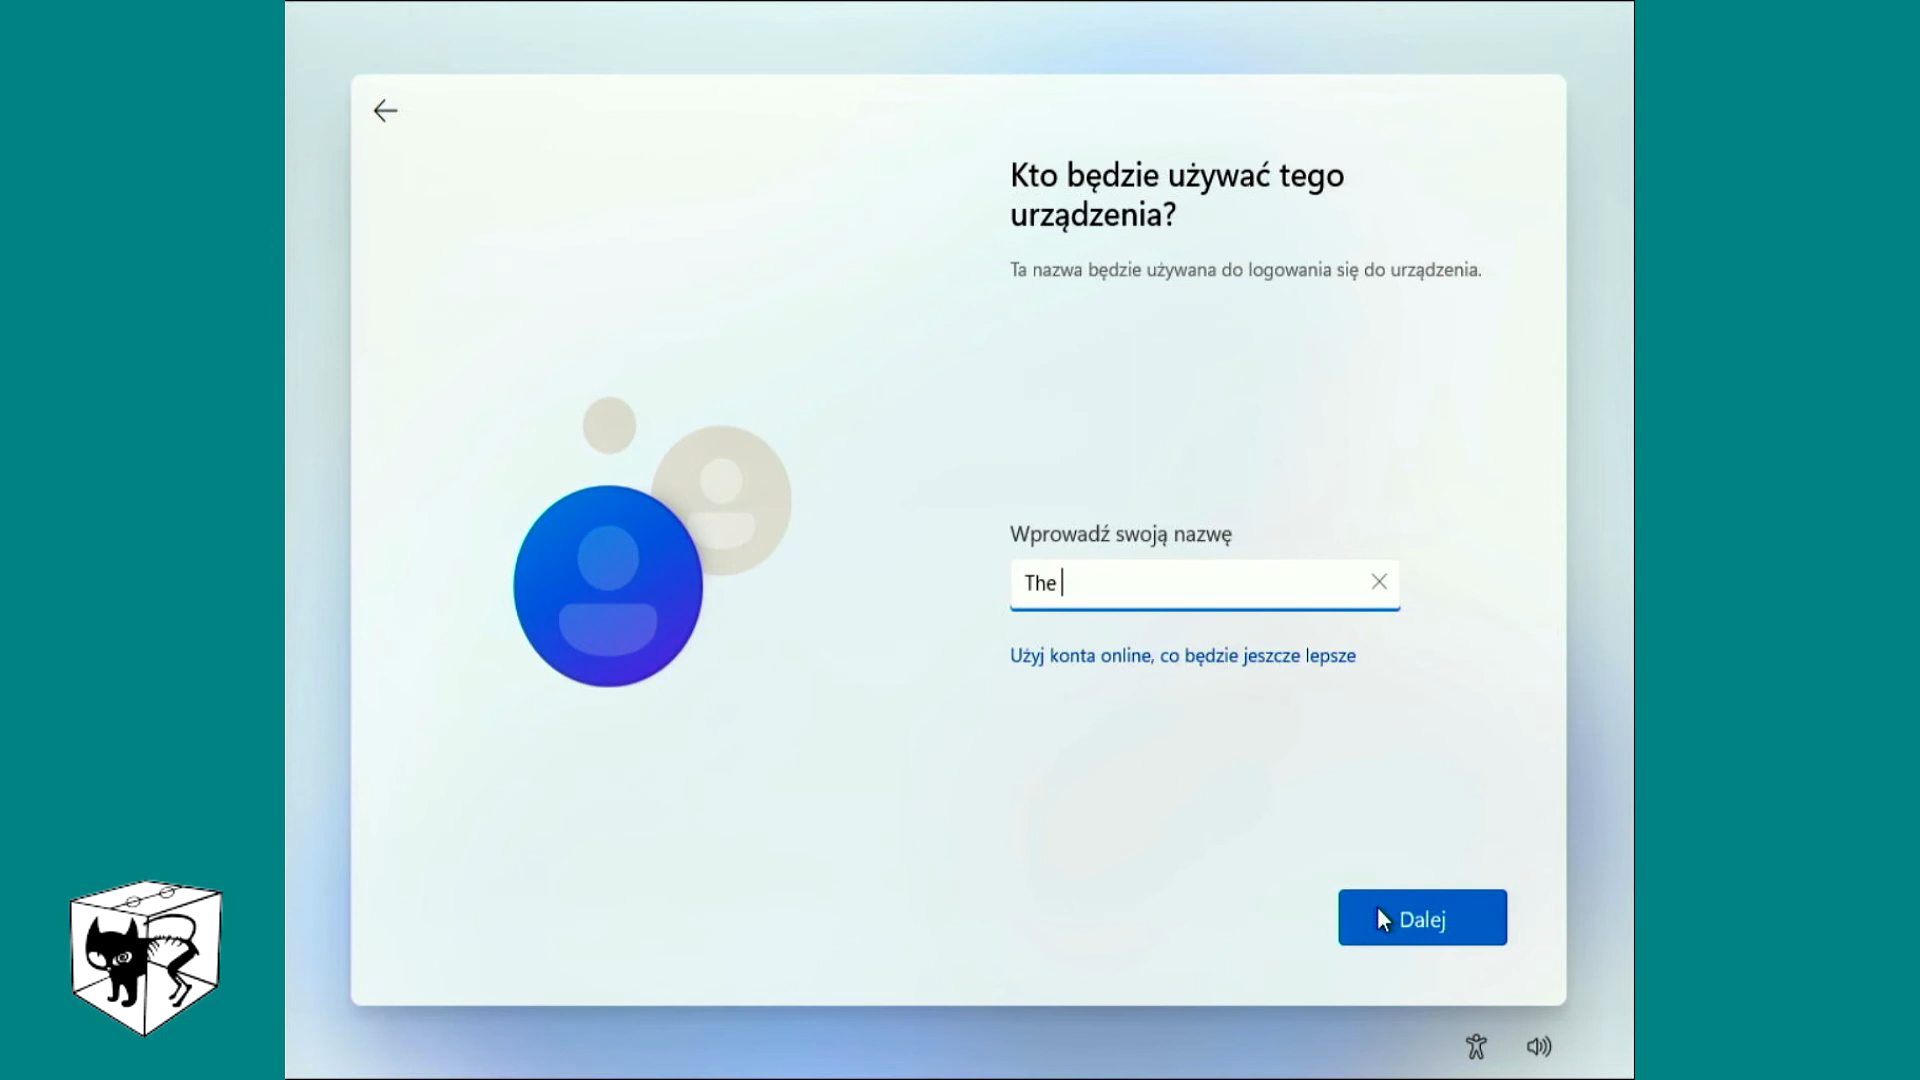 Kto będzie używać tego
urządzenia?
Ta nazwa będzie używana do logowania się do urządzenia.
Wprowadź swoją nazwę
The
Użyj konta online, co będzie jeszcze lepsze
Dalej